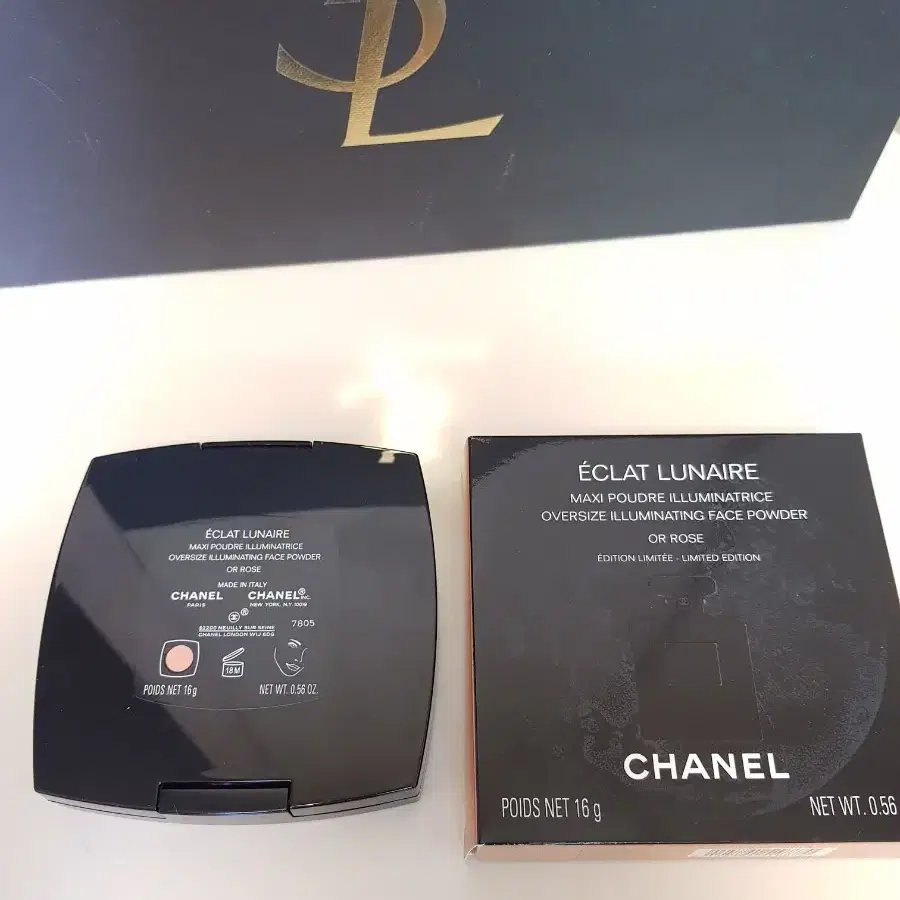 YSL
ÉCLAT LUNAIRE
MAXI POUDRE ILLUMINATRICE
OVERSIZE ILLUMINATING FACE POWDER
OR ROSE
MADE IN ITALY
CHANEL CHANEL® INC.
PARIS NEW YORK, N.Y. 10019
®
92200 NEUILLY SUR SEINE
CHANEL LONDON W1J 6DG
7805
18M
POIDS NET 16 g NET WT. 0.56 OZ.
ÉCLAT LUNAIRE
MAXI POUDRE ILLUMINATRICE
OVERSIZE ILLUMINATING FACE POWDER
OR ROSE
ÉDITION LIMITÉE - LIMITED EDITION
CHANEL
POIDS NET 16 g NET WT. 0.56